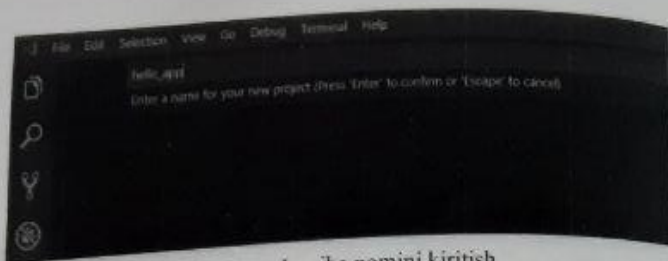 File Edit Selection View Go Debug Terminal Help
hello_app
Enter a name for your new project (Press 'Enter' to confirm or 'Escape' to cancel)
nomini kiritish